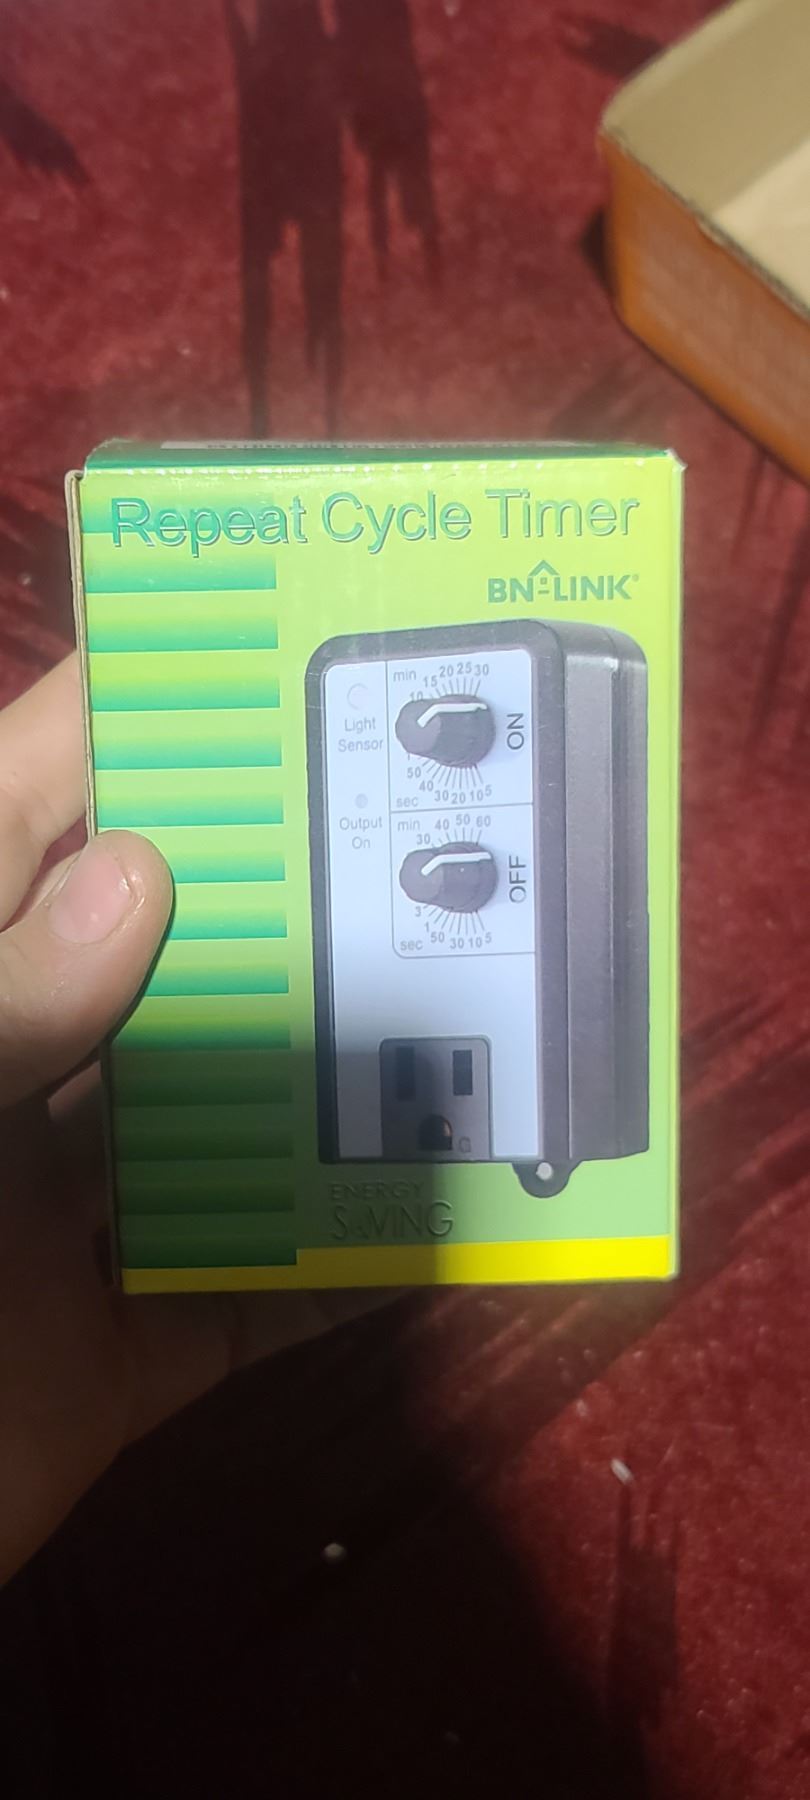 Repeat Cycle Timer
BN-LINK®
min 15 20 25 30
10
Light
Sensor
ON
50
40
sec 30 20 10 5
Output
On
min 40 50 60
30
OFF
3
1
sec 50 30 10 5
ENERGY
SAVING